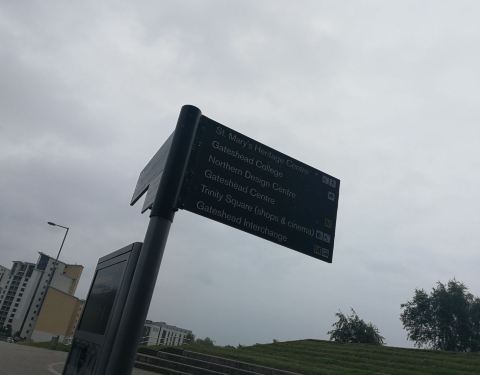 St. Mary's Heritage Centre
Gateshead College
Northern Design Centre
Gateshead Centre
Trinity Square (shops & cinema)
Gateshead Interchange